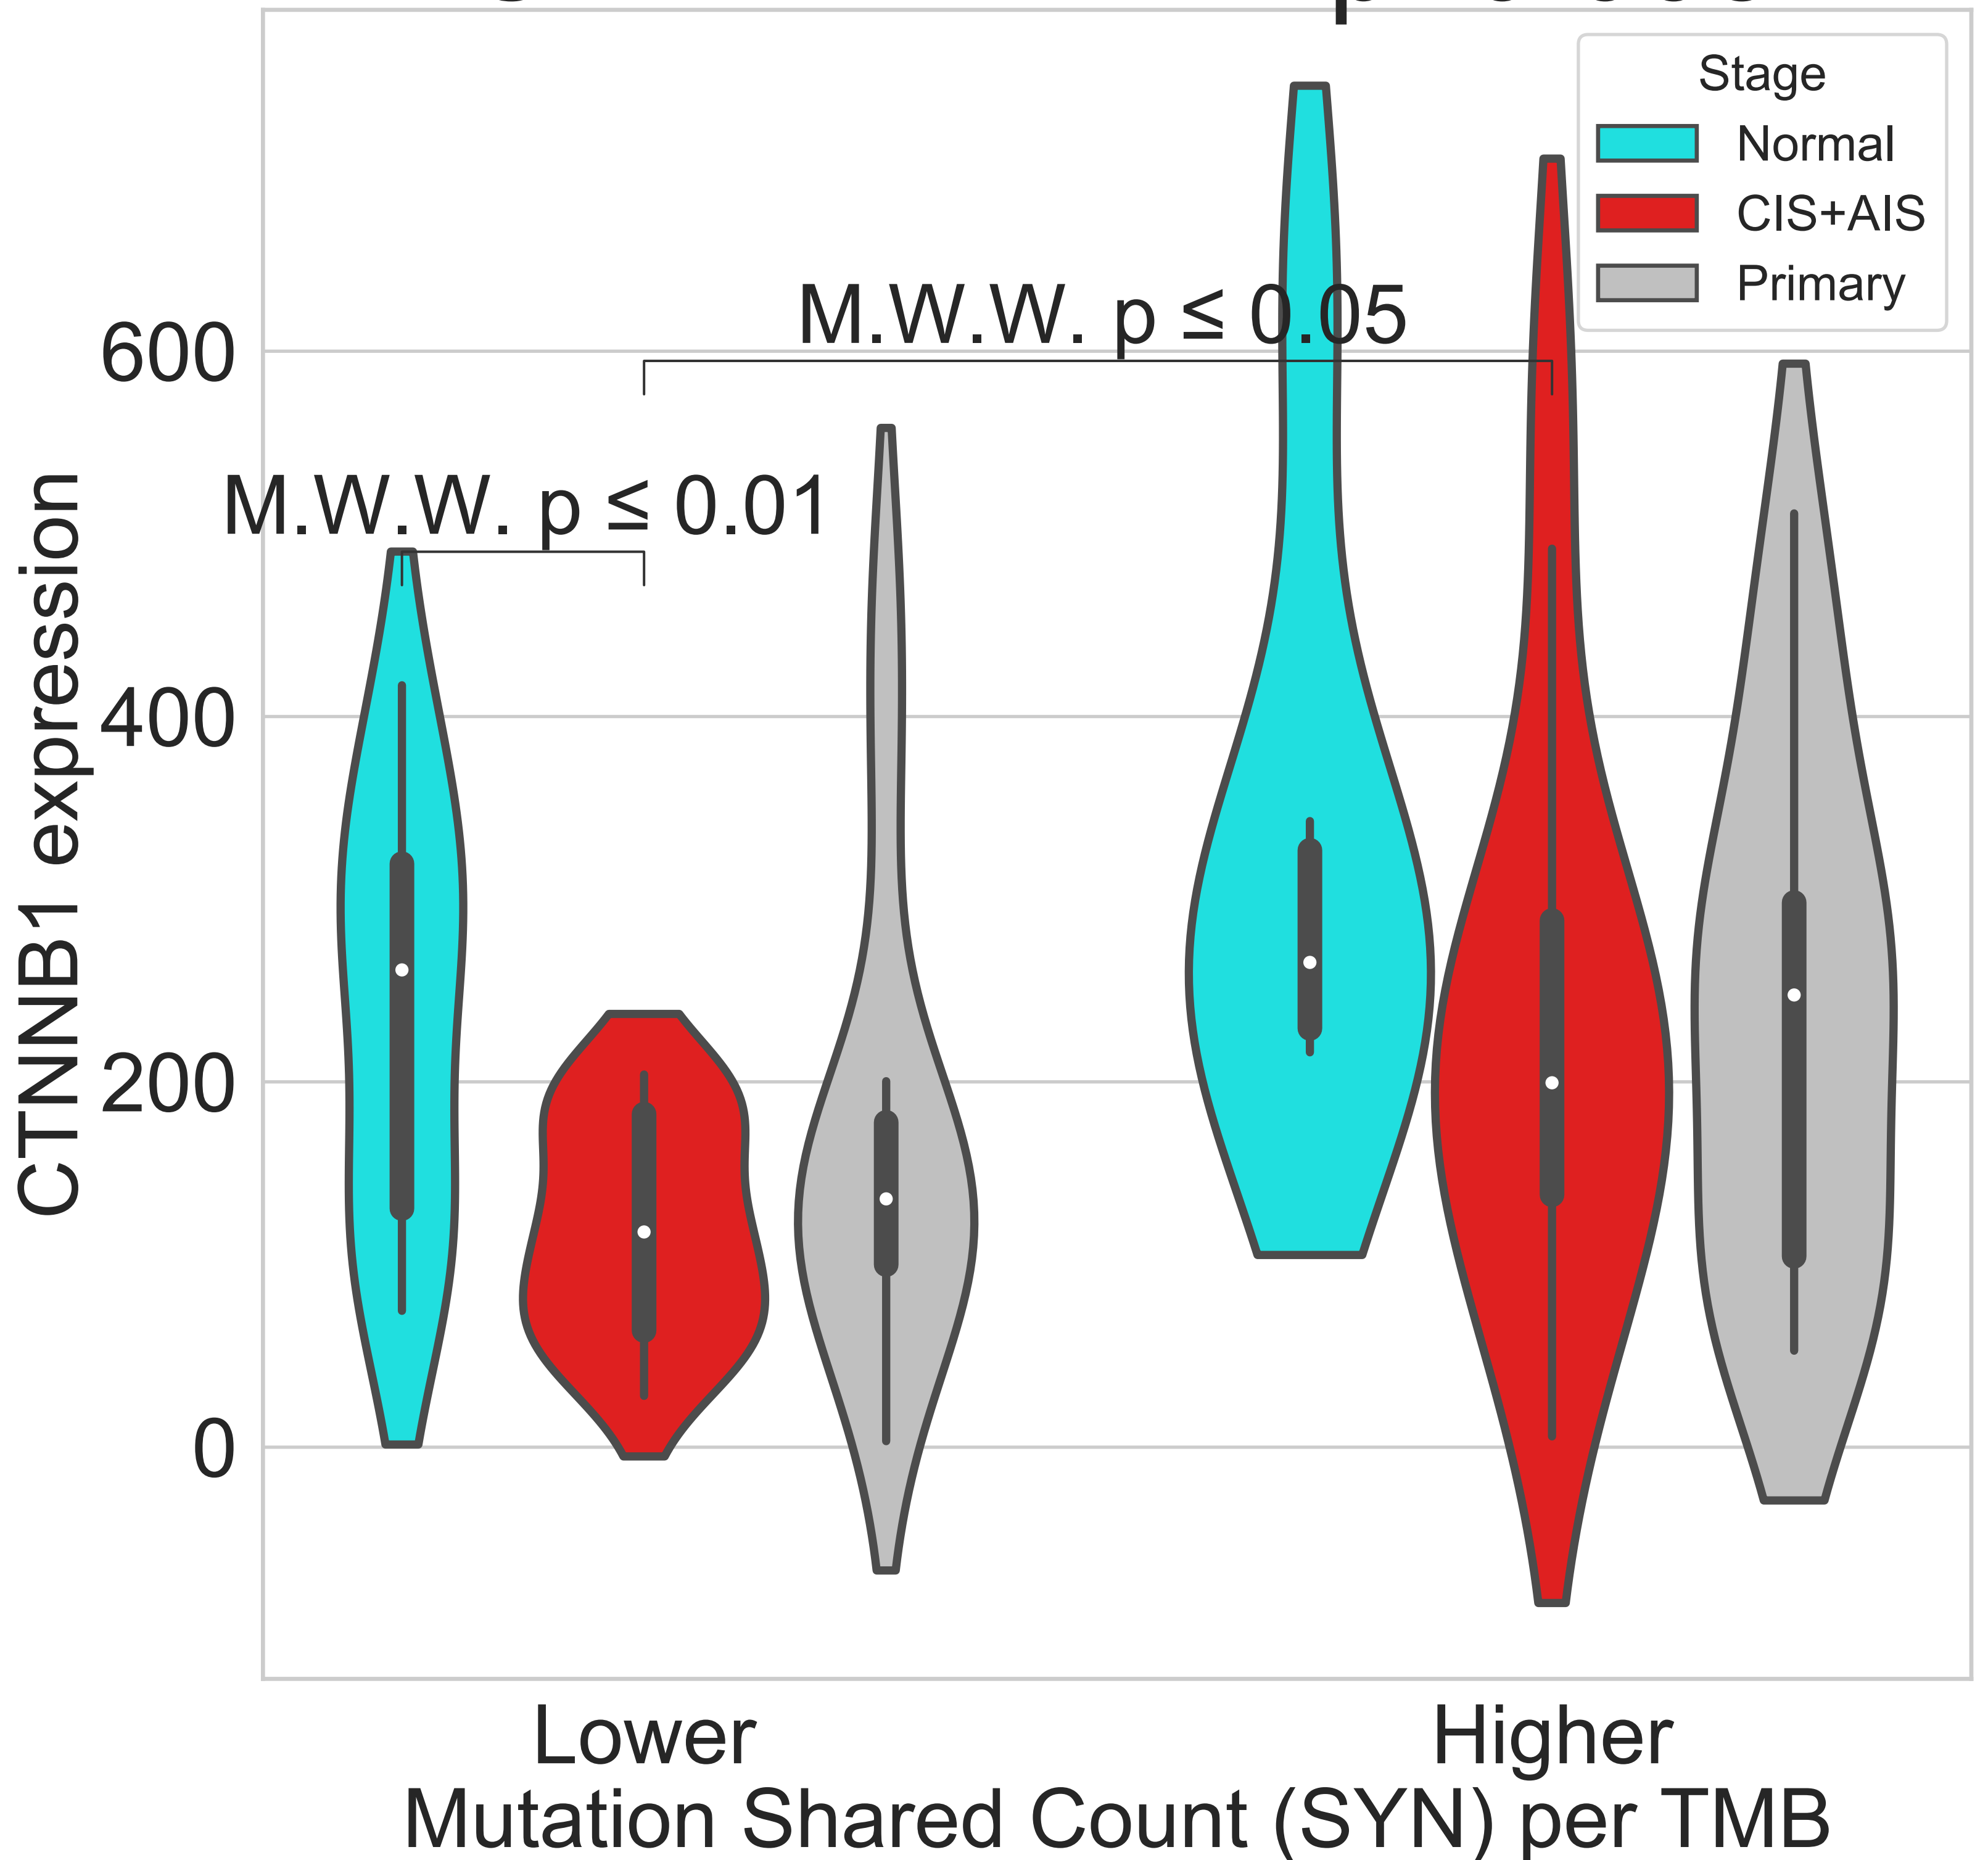 Stage
Normal
CIS+AIS
Primary
M.W.W. p ≤ 0.05
M.W.W. p ≤ 0.01
600
400
200
0
CTNNB1 expression
Lower
Higher
Mutation Shared Count (SYN) per TMB